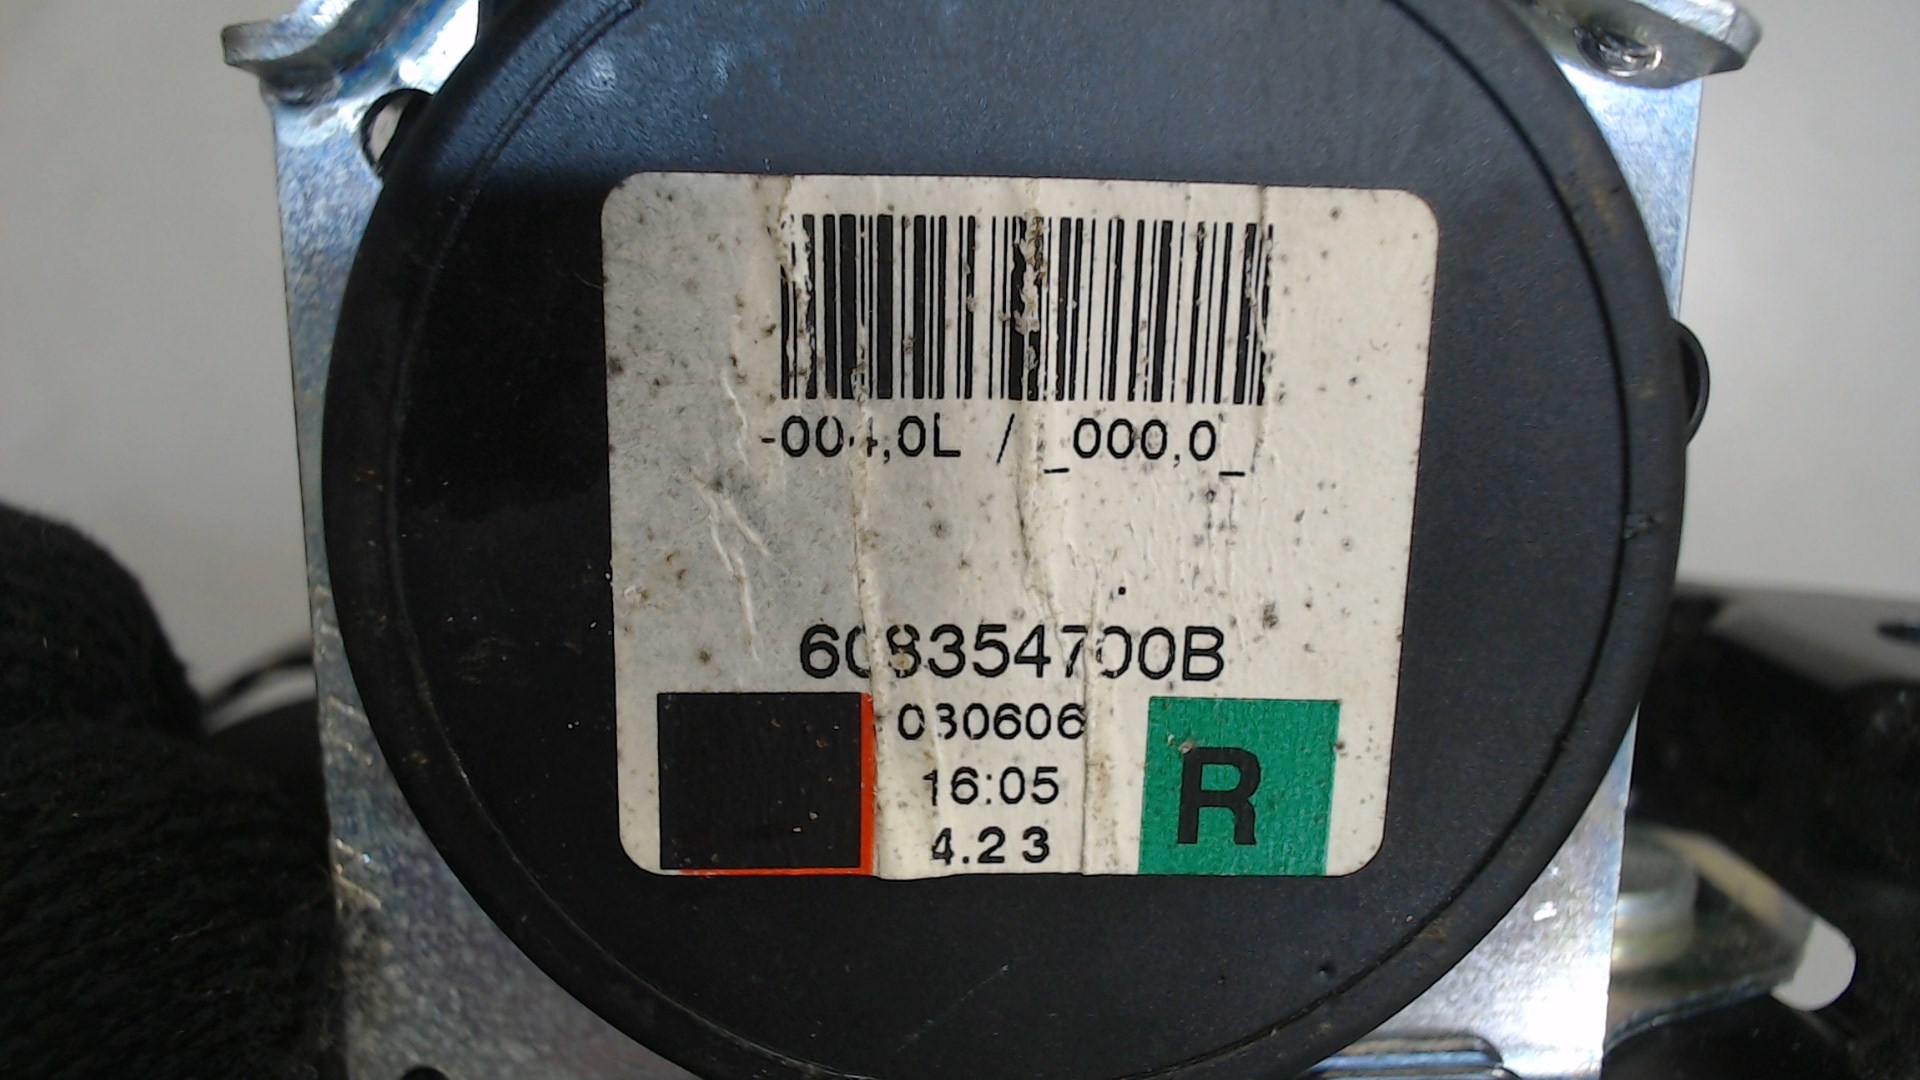 -004,0L / _000,0_
608354700B
030606
16:05
4.23
R